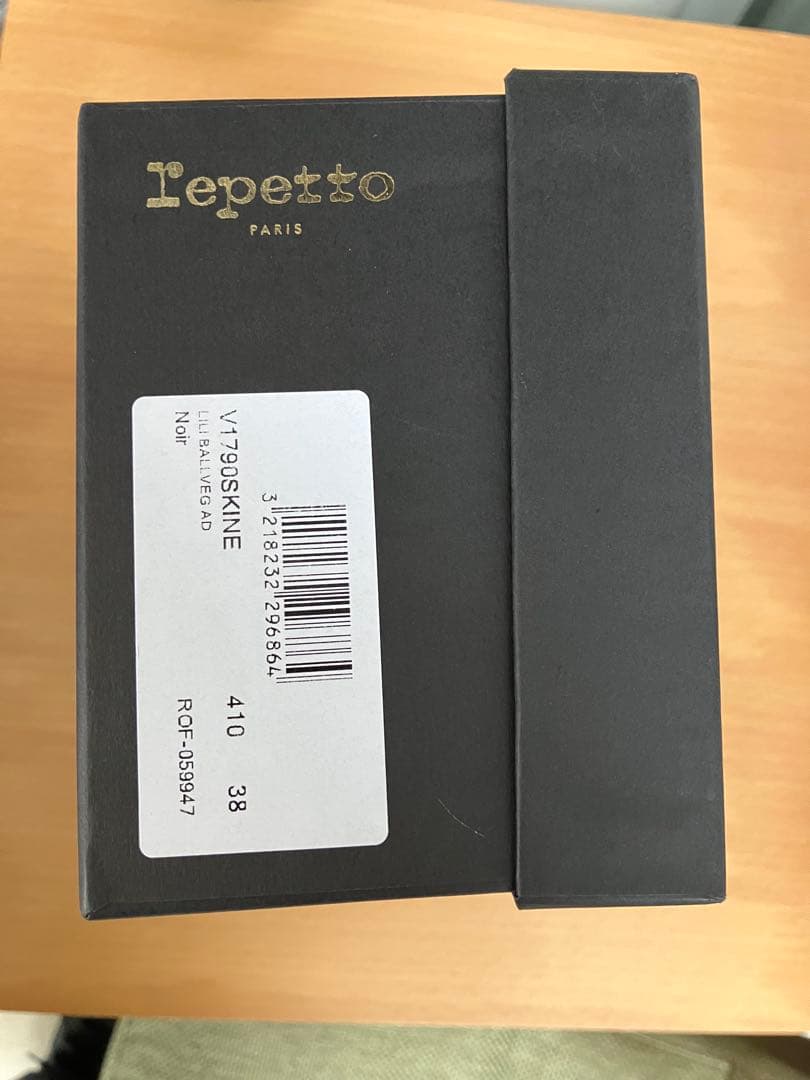 repetto
PARIS
3 218232 296864
V1790SKINE 410 38
LILI BALLVEG AD
Noir ROF-059947